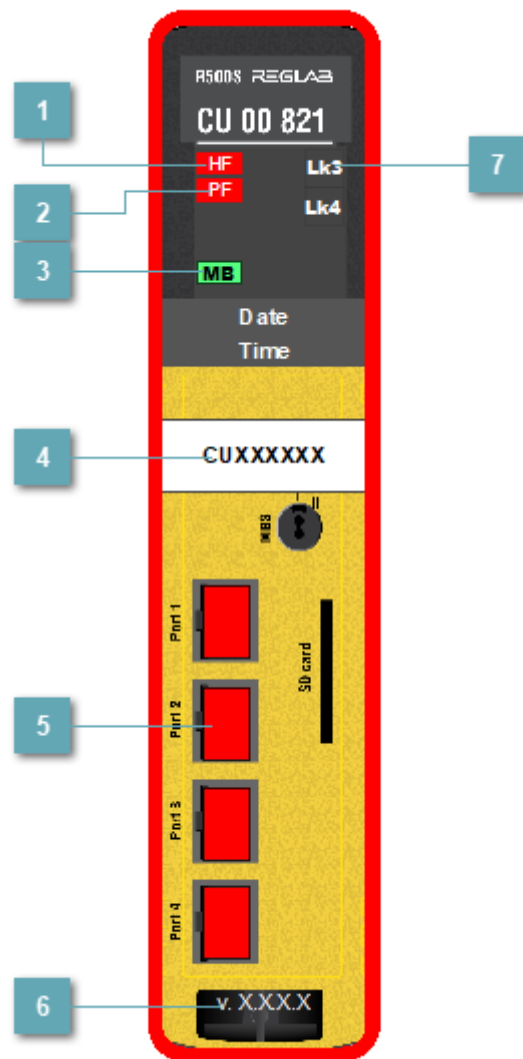 R500S REGLAB
CU 00 821
1
HF
Lk3
7
2
PF
Lk4
3
MB
Date
Time
4
CUXXXXXX
SD card
Port 1
5
Port 2
Port 3
Port 4
6
v. X.X.X.X